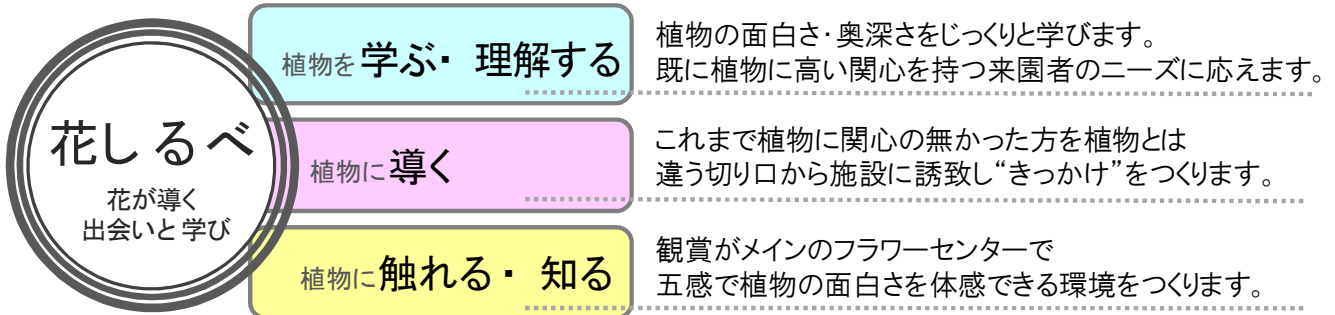 花しるべ
花が導く
出会いと学び
植物を学ぶ・理解する
植物の面白さ・奥深さをじっくりと学びます。
既に植物に高い関心を持つ来園者のニーズに応えます。
植物に導く
これまで植物に関心の無かった方を植物とは
違う切り口から施設に誘致し“きっかけ”をつくります。
植物に触れる・知る
観賞がメインのフラワーセンターで
五感で植物の面白さを体感できる環境をつくります。